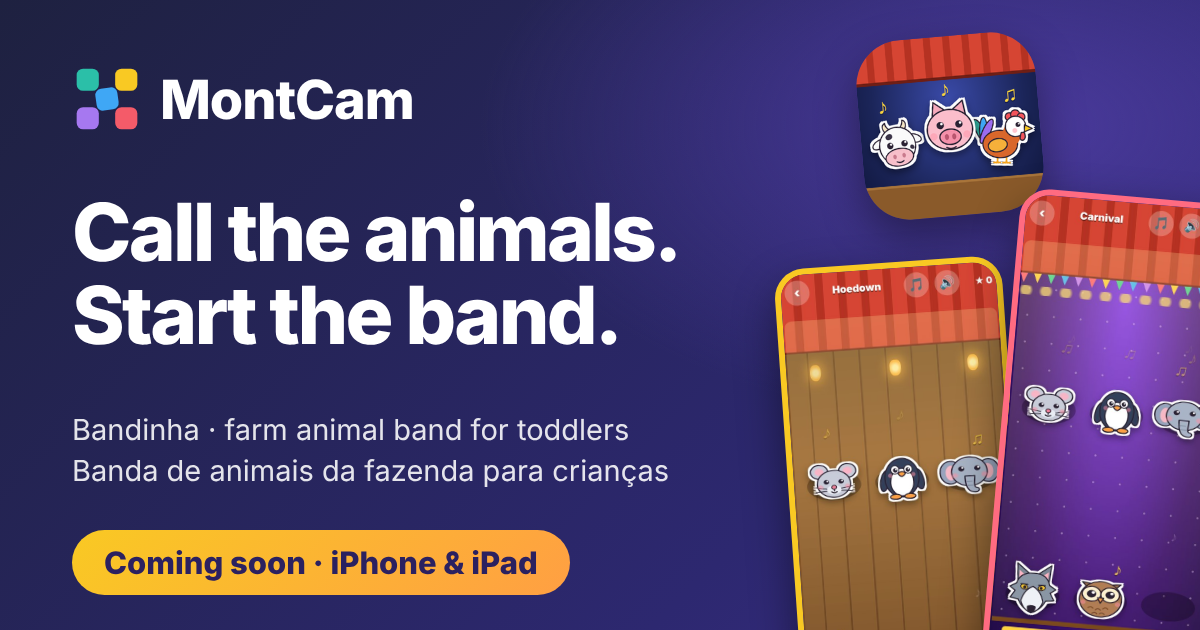 MontCam
Call the animals.
Start the band.
Bandinha · farm animal band for toddlers
Banda de animais da fazenda para crianças
Coming soon · iPhone & iPad
Carnival
Hoedown
★ 0